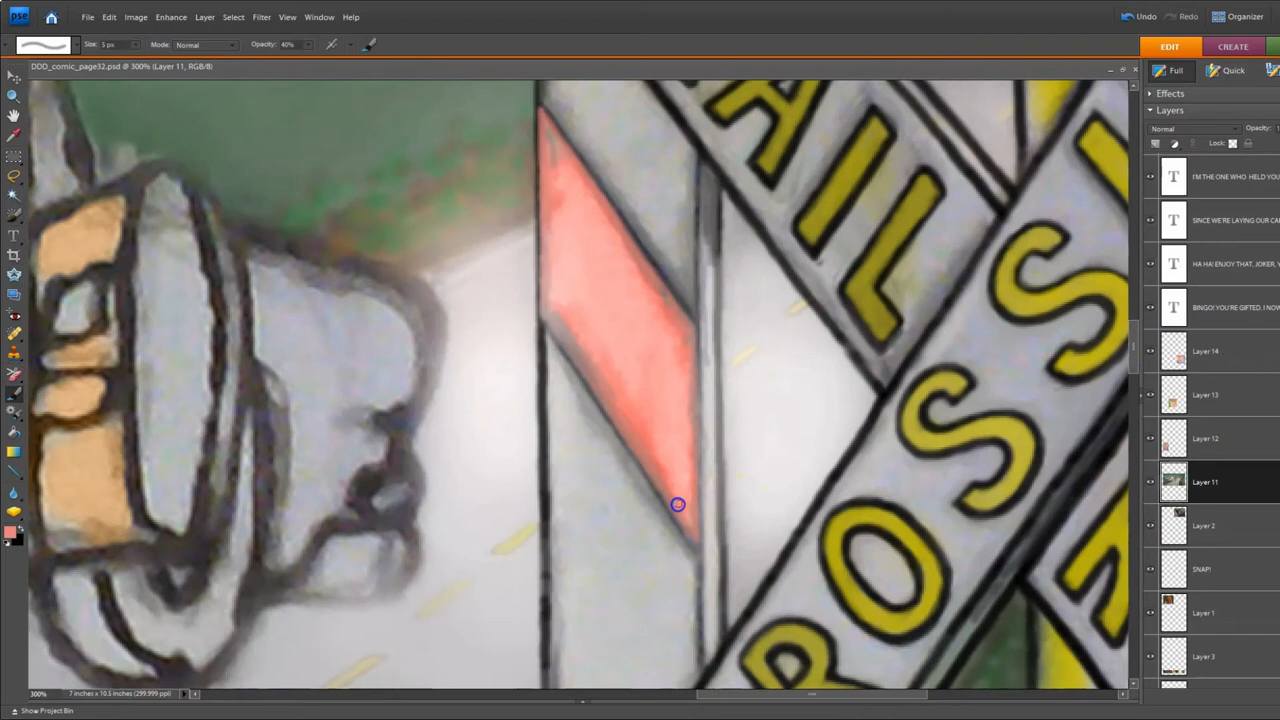 pse File Edit Image Enhance Layer Select Filter View Window Help Undo Redo Organizer
Size: 5 px Mode: Normal Opacity: 40% EDIT CREATE
DDD_comic_page32.psd @ 300% (Layer 11, RGB/8) Full Quick
Effects
Layers
Normal Opacity:
Lock:
I'M THE ONE WHO HELD YOU
SINCE WE'RE LAYING OUR CA
HA HA! ENJOY THAT, JOKER.
BINGO! YOU'RE GIFTED. I NO
Layer 14
Layer 13
Layer 12
Layer 11
Layer 2
SNAP!
Layer 1
Layer 3
AIL
ROSSI
300% 7 inches x 10.5 inches (299.999 ppi)
Show Project Bin